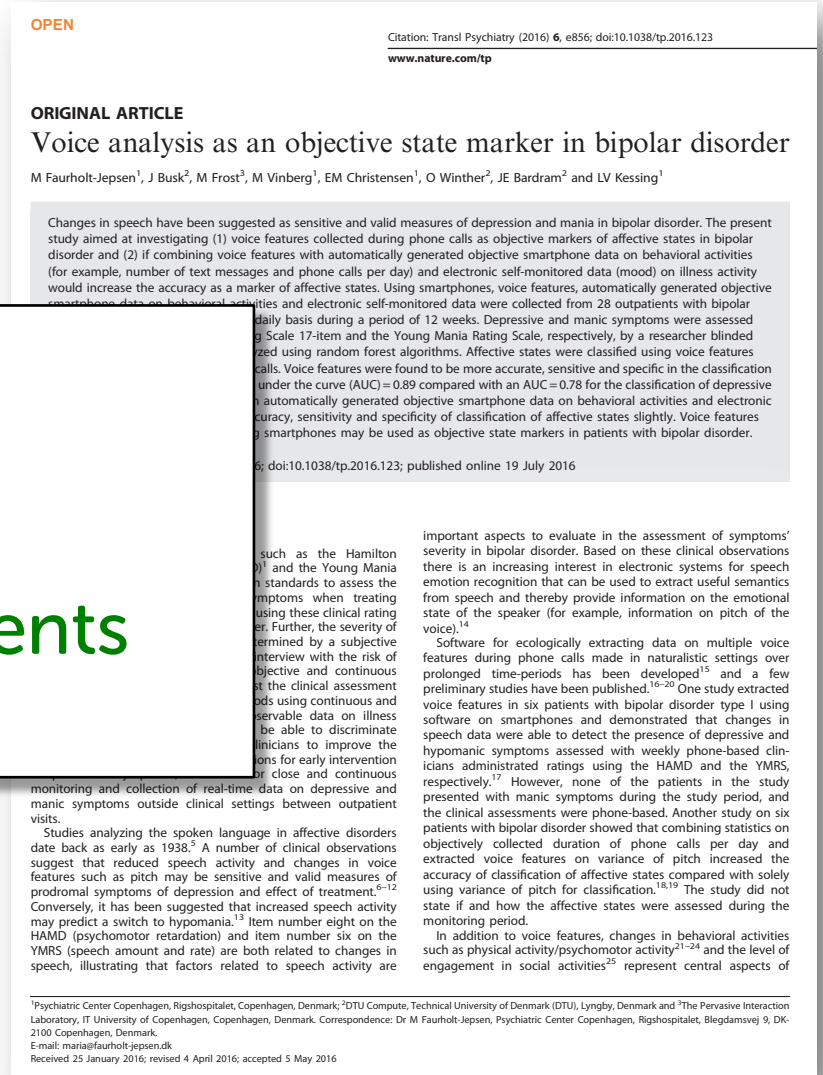 OPEN
Citation: Transl Psychiatry (2016) 6, e856; doi:10.1038/tp.2016.123
www.nature.com/tp
ORIGINAL ARTICLE
Voice analysis as an objective state marker in bipolar disorder
M Faurholt-Jepsen1, J Busk2, M Frost3, M Vinberg1, EM Christensen1, O Winther2, JE Bardram2 and LV Kessing1
Changes in speech have been suggested as sensitive and valid measures of depression and mania in bipolar disorder. The present
study aimed at investigating (1) voice features collected during phone calls as objective markers of affective states in bipolar
disorder and (2) if combining voice features with automatically generated objective smartphone data on behavioral activities
(for example, number of text messages and phone calls per day) and electronic self-monitored data (mood) on illness activity
would increase the accuracy as a marker of affective states. Using smartphones, voice features, automatically generated objective
smartphone data on behavioral activities and electronic self-monitored data were collected from 28 outpatients with bipolar
daily basis during a period of 12 weeks. Depressive and manic symptoms were assessed
Scale 17-item and the Young Mania Rating Scale, respectively, by a researcher blinded
using random forest algorithms. Affective states were classified using voice features
calls. Voice features were found to be more accurate, sensitive and specific in the classification
under the curve (AUC) = 0.89 compared with an AUC = 0.78 for the classification of depressive
automatically generated objective smartphone data on behavioral activities and electronic
sensitivity and specificity of classification of affective states slightly. Voice features
smartphones may be used as objective state markers in patients with bipolar disorder.
6; doi:10.1038/tp.2016.123; published online 19 July 2016
ents
such as the Hamilton
)1 and the Young Mania
standards to assess the
when treating
using these clinical rating
er. Further, the severity of
by a subjective
interview with the risk of
and continuous
the clinical assessment
using continuous and
data on illness
be able to discriminate
to improve the
for early intervention
or close and continuous
monitoring and collection of real-time data on depressive and
manic symptoms outside clinical settings between outpatient
visits.
Studies analyzing the spoken language in affective disorders
date back as early as 1938.5 A number of clinical observations
suggest that reduced speech activity and changes in voice
features such as pitch may be sensitive and valid measures of
prodromal symptoms of depression and effect of treatment.6–12
Conversely, it has been suggested that increased speech activity
may predict a switch to hypomania.13 Item number eight on the
HAMD (psychomotor retardation) and item number six on the
YMRS (speech amount and rate) are both related to changes in
speech, illustrating that factors related to speech activity are
important aspects to evaluate in the assessment of symptoms'
severity in bipolar disorder. Based on these clinical observations
there is an increasing interest in electronic systems for speech
emotion recognition that can be used to extract useful semantics
from speech and thereby provide information on the emotional
state of the speaker (for example, information on pitch of the
voice).14
Software for ecologically extracting data on multiple voice
features during phone calls made in naturalistic settings over
prolonged time-periods has been developed15 and a few
preliminary studies have been published.16–20 One study extracted
voice features in six patients with bipolar disorder type I using
software on smartphones and demonstrated that changes in
speech data were able to detect the presence of depressive and
hypomanic symptoms assessed with weekly phone-based clin-
icians administrated ratings using the HAMD and the YMRS,
respectively.17 However, none of the patients in the study
presented with manic symptoms during the study period, and
the clinical assessments were phone-based. Another study on six
patients with bipolar disorder showed that combining statistics on
objectively collected duration of phone calls per day and
extracted voice features on variance of pitch increased the
accuracy of classification of affective states compared with solely
using variance of pitch for classification.18,19 The study did not
state if and how the affective states were assessed during the
monitoring period.
In addition to voice features, changes in behavioral activities
such as physical activity/psychomotor activity21–24 and the level of
engagement in social activities25 represent central aspects of
1Psychiatric Center Copenhagen, Rigshospitalet, Copenhagen, Denmark; 2DTU Compute, Technical University of Denmark (DTU), Lyngby, Denmark and 3The Pervasive Interaction
Laboratory, IT University of Copenhagen, Copenhagen, Denmark. Correspondence: Dr M Faurholt-Jepsen, Psychiatric Center Copenhagen, Rigshospitalet, Blegdamsvej 9, DK-
2100 Copenhagen, Denmark.
E-mail: maria@faurholt-jepsen.dk
Received 25 January 2016; revised 4 April 2016; accepted 5 May 2016